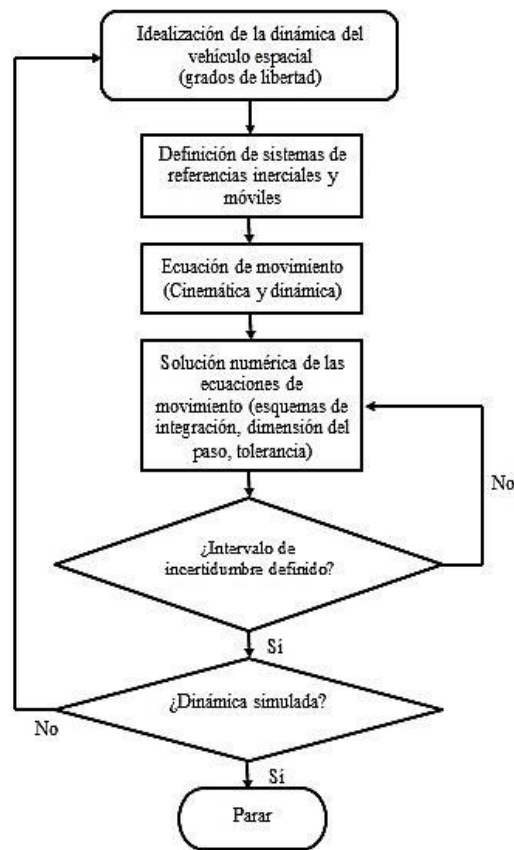 Idealización de la dinámica del
vehículo espacial
(grados de libertad)
Definición de sistemas de
referencias inerciales y
móviles
Ecuación de movimiento
(Cinemática y dinámica)
Solución numérica de las
ecuaciones de
movimiento (esquemas de
integración, dimensión del
paso, tolerancia)
No
¿Intervalo de
incertidumbre definido?
Sí
¿Dinámica simulada?
No
Sí
Parar